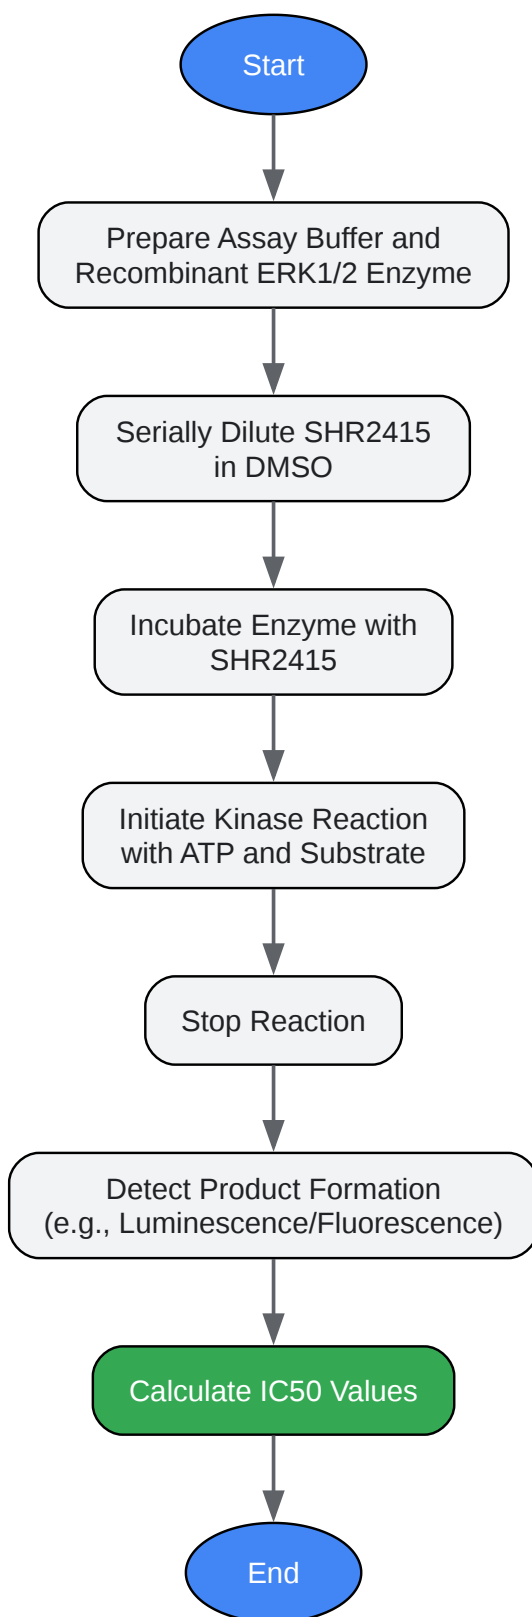 Start
Prepare Assay Buffer and
Recombinant ERK1/2 Enzyme
Serially Dilute SHR2415
in DMSO
Incubate Enzyme with
SHR2415
Initiate Kinase Reaction
with ATP and Substrate
Stop Reaction
Detect Product Formation
(e.g., Luminescence/Fluorescence)
Calculate IC50 Values
End